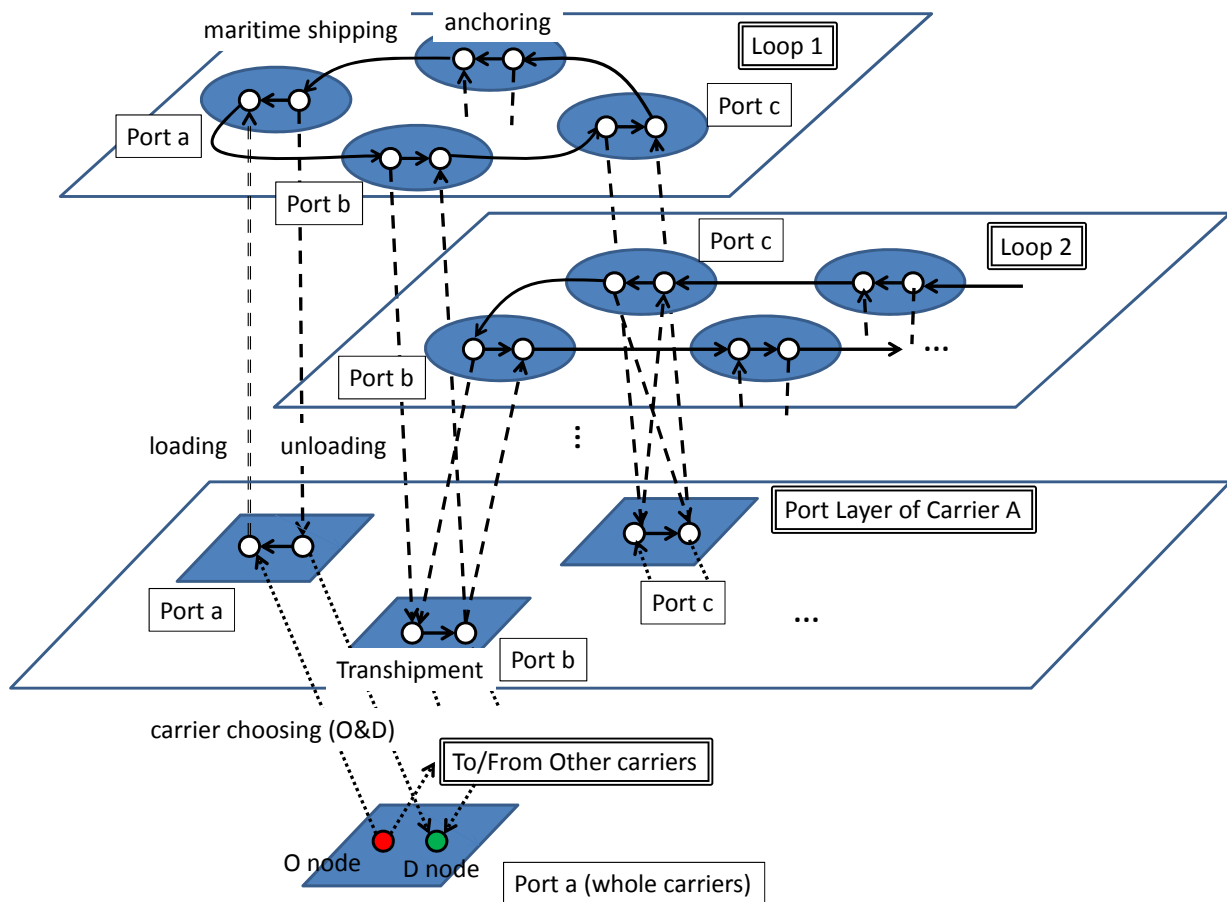 maritime shipping
anchoring
Loop 1
Port a
Port c
Port b
Port c
Loop 2
Port b
...
...
loading
unloading
Port Layer of Carrier A
Port a
Port c
...
Port b
Transhipment
carrier choosing (O&D)
To/From Other carriers
O node
D node
Port a (whole carriers)